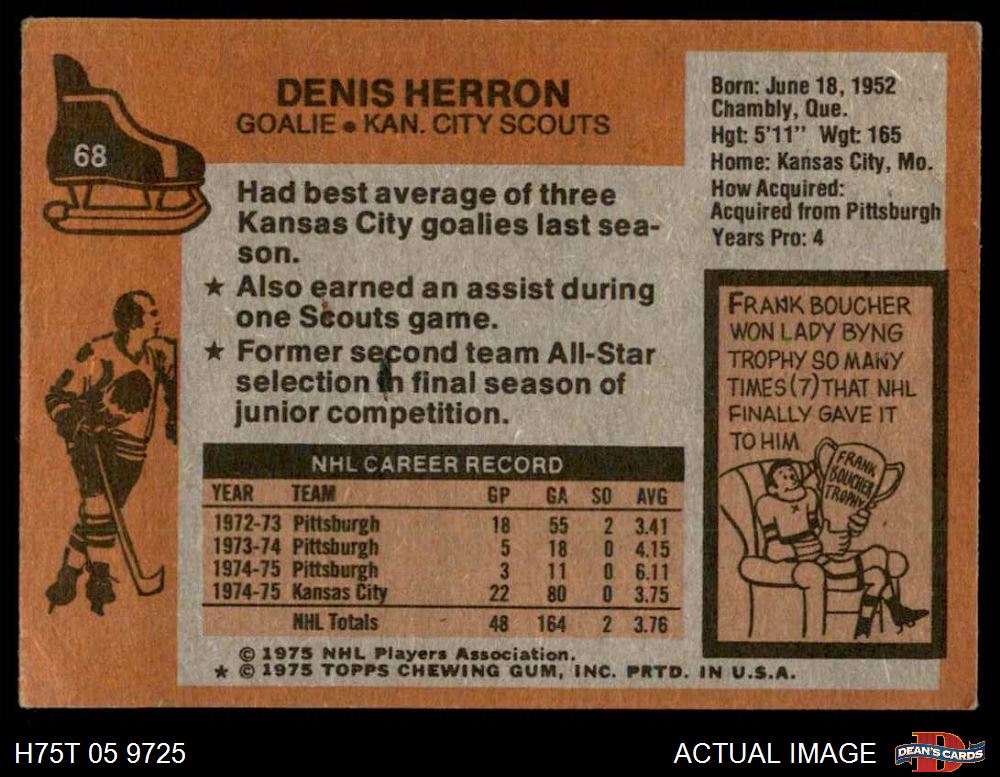 68
DENIS HERRON
GOALIE • KAN. CITY SCOUTS
Born: June 18, 1952
Chambly, Que.
Hgt: 5'11" Wgt: 165
Home: Kansas City, Mo.
How Acquired:
Acquired from Pittsburgh
Years Pro: 4
Had best average of three
Kansas City goalies last sea-
son.
★ Also earned an assist during
one Scouts game.
★ Former second team All-Star
selection in final season of
junior competition.
NHL CAREER RECORD
YEAR TEAM GP GA SO AVG
1972-73 Pittsburgh 18 55 2 3.41
1973-74 Pittsburgh 5 18 0 4.15
1974-75 Pittsburgh 3 11 0 6.11
1974-75 Kansas City 22 80 0 3.75
NHL Totals 48 164 2 3.76
© 1975 NHL Players Association.
★ © 1975 TOPPS CHEWING GUM, INC. PRTD. IN U.S.A.
FRANK BOUCHER
WON LADY BYNG
TROPHY SO MANY
TIMES (7) THAT NHL
FINALLY GAVE IT
TO HIM
FRANK
BOUCHER
TROPHY
H75T 05 9725
ACTUAL IMAGE
D
DEAN'S CARDS